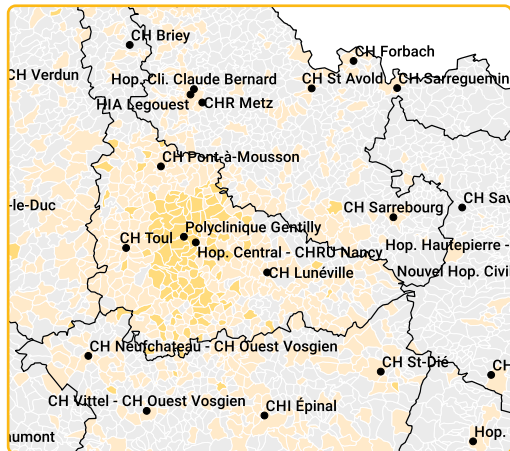 CH Briey
CH Forbach
CH Verdun
Hop. Cli. Claude Bernard
CH St Avold
CH Sarreguemin
HIA Legouest
CHR Metz
CH Pont-à-Mousson
-le-Duc
CH Sarrebourg
CH Sav
CH Toul
Polyclinique Gentilly
Hop. Central - CHRU Nancy
Hop. Hautepierre -
CH Lunéville
Nouvel Hop. Civi
CH Neufchateau - CH Ouest Vosgien
CH St-Dié
CH
CH Vittel - CH Ouest Vosgien
CHI Épinal
aumont
Hop.